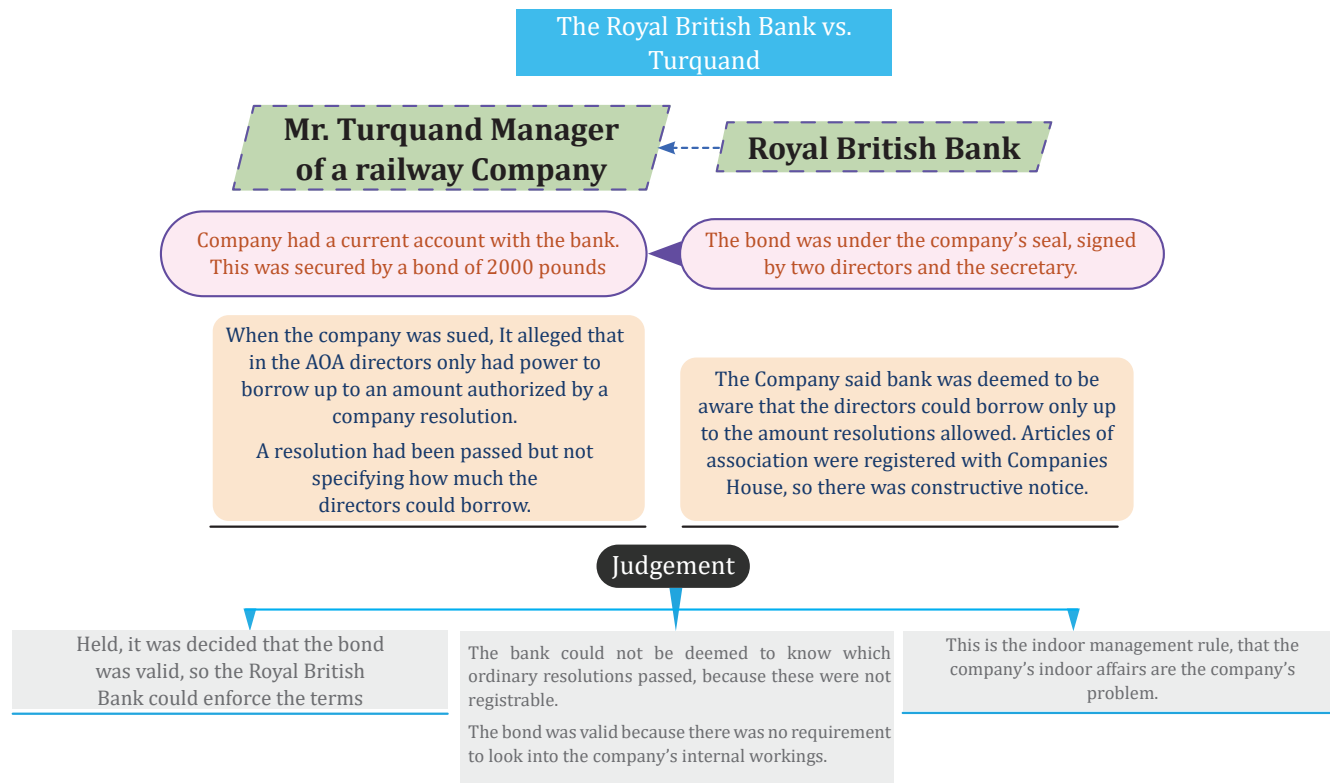 The Royal British Bank vs.
Turquand
Mr. Turquand Manager
of a railway Company
Royal British Bank
Company had a current account with the bank.
This was secured by a bond of 2000 pounds
The bond was under the company’s seal, signed
by two directors and the secretary.
When the company was sued, It alleged that
in the AOA directors only had power to
borrow up to an amount authorized by a
company resolution.
A resolution had been passed but not
specifying how much the
directors could borrow.
The Company said bank was deemed to be
aware that the directors could borrow only up
to the amount resolutions allowed. Articles of
association were registered with Companies
House, so there was constructive notice.
Judgement
Held, it was decided that the bond
was valid, so the Royal British
Bank could enforce the terms
The bank could not be deemed to know which
ordinary resolutions passed, because these were not
registrable.
The bond was valid because there was no requirement
to look into the company’s internal workings.
This is the indoor management rule, that the
company’s indoor affairs are the company’s
problem.